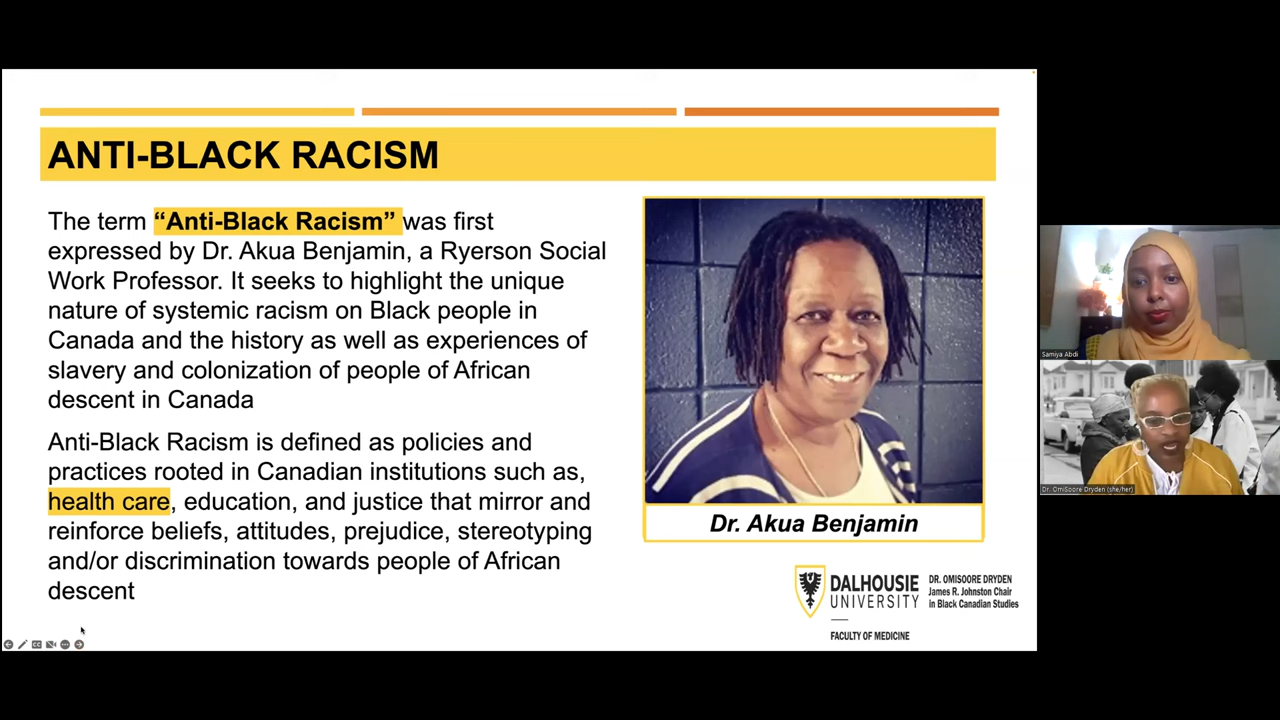 ANTI-BLACK RACISM
The term “Anti-Black Racism” was first
expressed by Dr. Akua Benjamin, a Ryerson Social
Work Professor. It seeks to highlight the unique
nature of systemic racism on Black people in
Canada and the history as well as experiences of
slavery and colonization of people of African
descent in Canada
Anti-Black Racism is defined as policies and
practices rooted in Canadian institutions such as,
health care, education, and justice that mirror and
reinforce beliefs, attitudes, prejudice, stereotyping
and/or discrimination towards people of African
descent
Dr. Akua Benjamin
DALHOUSIE
UNIVERSITY
FACULTY OF MEDICINE
DR. OMISOORE DRYDEN
James R. Johnston Chair
in Black Canadian Studies
Samiya Abdi
Dr. OmiSoore Dryden (she/her)